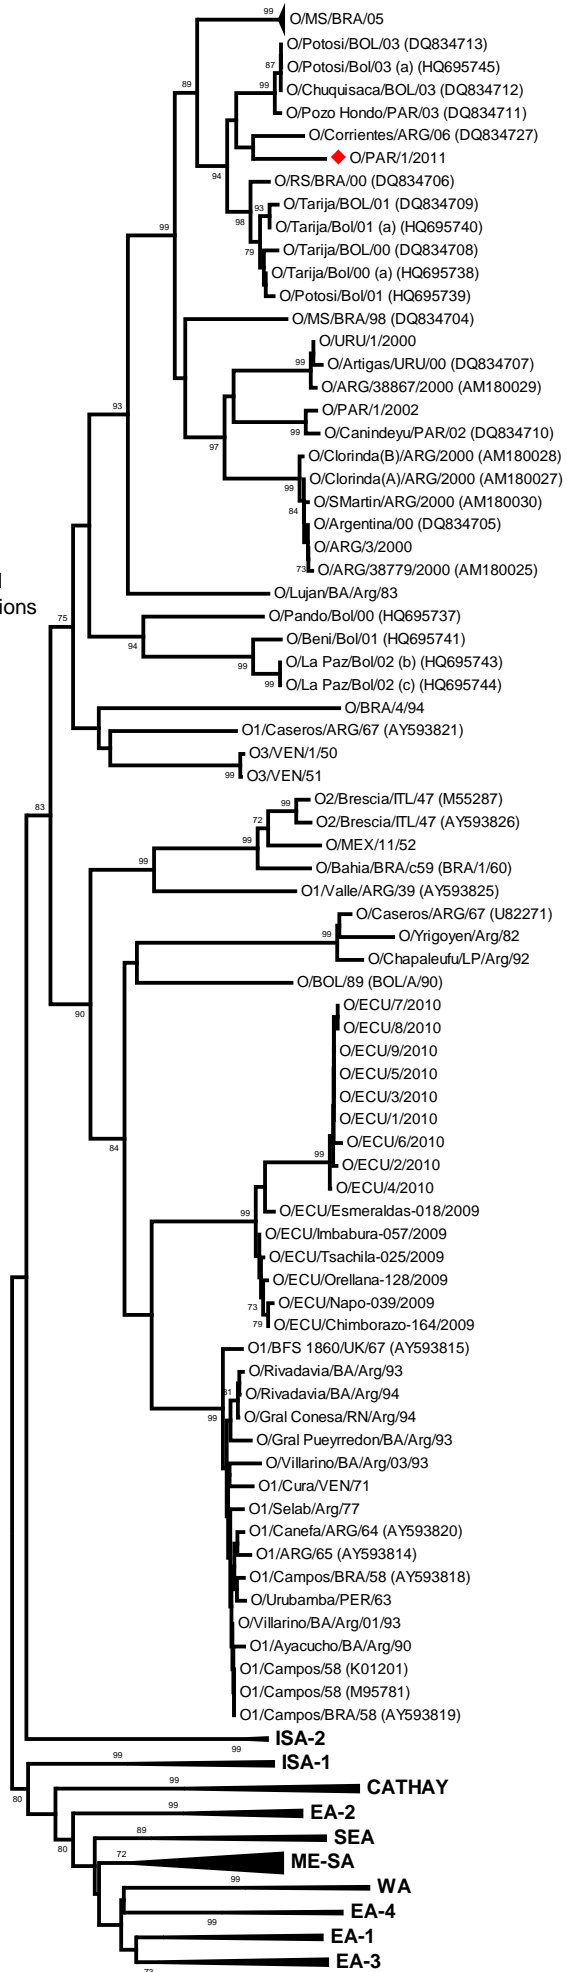 99
O/MS/BRA/05
O/Potosi/BOL/03 (DQ834713)
87
O/Potosi/Bol/03 (a) (HQ695745)
89
99
O/Chuquisaca/BOL/03 (DQ834712)
O/Pozo Hondo/PAR/03 (DQ834711)
O/Corrientes/ARG/06 (DQ834727)
O/PAR/1/2011
94
O/RS/BRA/00 (DQ834706)
O/Tarija/BOL/01 (DQ834709)
93
98
O/Tarija/Bol/01 (a) (HQ695740)
99
O/Tarija/BOL/00 (DQ834708)
79
O/Tarija/Bol/00 (a) (HQ695738)
O/Potosi/Bol/01 (HQ695739)
O/MS/BRA/98 (DQ834704)
O/URU/1/2000
99
O/Artigas/URU/00 (DQ834707)
O/ARG/38867/2000 (AM180029)
93
O/PAR/1/2002
99
O/Canindeyu/PAR/02 (DQ834710)
97
O/Clorinda(B)/ARG/2000 (AM180028)
O/Clorinda(A)/ARG/2000 (AM180027)
99
O/SMartin/ARG/2000 (AM180030)
84
O/Argentina/00 (DQ834705)
O/ARG/3/2000
73
O/ARG/38779/2000 (AM180025)
O/Lujan/BA/Arg/83
ions
75
O/Pando/Bol/00 (HQ695737)
O/Beni/Bol/01 (HQ695741)
94
O/La Paz/Bol/02 (b) (HQ695743)
99
99
O/La Paz/Bol/02 (c) (HQ695744)
O/BRA/4/94
O1/Caseros/ARG/67 (AY593821)
O3/VEN/1/50
99
O3/VEN/51
O2/Brescia/ITL/47 (M55287)
99
83
O2/Brescia/ITL/47 (AY593826)
72
O/MEX/11/52
99
99
O/Bahia/BRA/c59 (BRA/1/60)
O1/Valle/ARG/39 (AY593825)
O/Caseros/ARG/67 (U82271)
99
O/Yrigoyen/Arg/82
O/Chapaleufu/LP/Arg/92
O/BOL/89 (BOL/A/90)
O/ECU/7/2010
90
O/ECU/8/2010
O/ECU/9/2010
O/ECU/5/2010
O/ECU/3/2010
O/ECU/1/2010
O/ECU/6/2010
84
99
O/ECU/2/2010
O/ECU/4/2010
99
O/ECU/Esmeraldas-018/2009
O/ECU/Imbabura-057/2009
O/ECU/Tsachila-025/2009
O/ECU/Orellana-128/2009
O/ECU/Napo-039/2009
73
79
O/ECU/Chimborazo-164/2009
O1/BFS 1860/UK/67 (AY593815)
O/Rivadavia/BA/Arg/93
81
O/Rivadavia/BA/Arg/94
99
O/Gral Conesa/RN/Arg/94
O/Gral Pueyrredon/BA/Arg/93
O/Villarino/BA/Arg/03/93
O1/Cura/VEN/71
O1/Selab/Arg/77
O1/Canefa/ARG/64 (AY593820)
O1/ARG/65 (AY593814)
O1/Campos/BRA/58 (AY593818)
O/Urubamba/PER/63
O/Villarino/BA/Arg/01/93
O1/Ayacucho/BA/Arg/90
O1/Campos/58 (K01201)
O1/Campos/58 (M95781)
O1/Campos/BRA/58 (AY593819)
ISA-2
99
99
ISA-1
80
99
CATHAY
99
EA-2
80
89
SEA
72
ME-SA
99
WA
EA-4
99
EA-1
EA-3
73